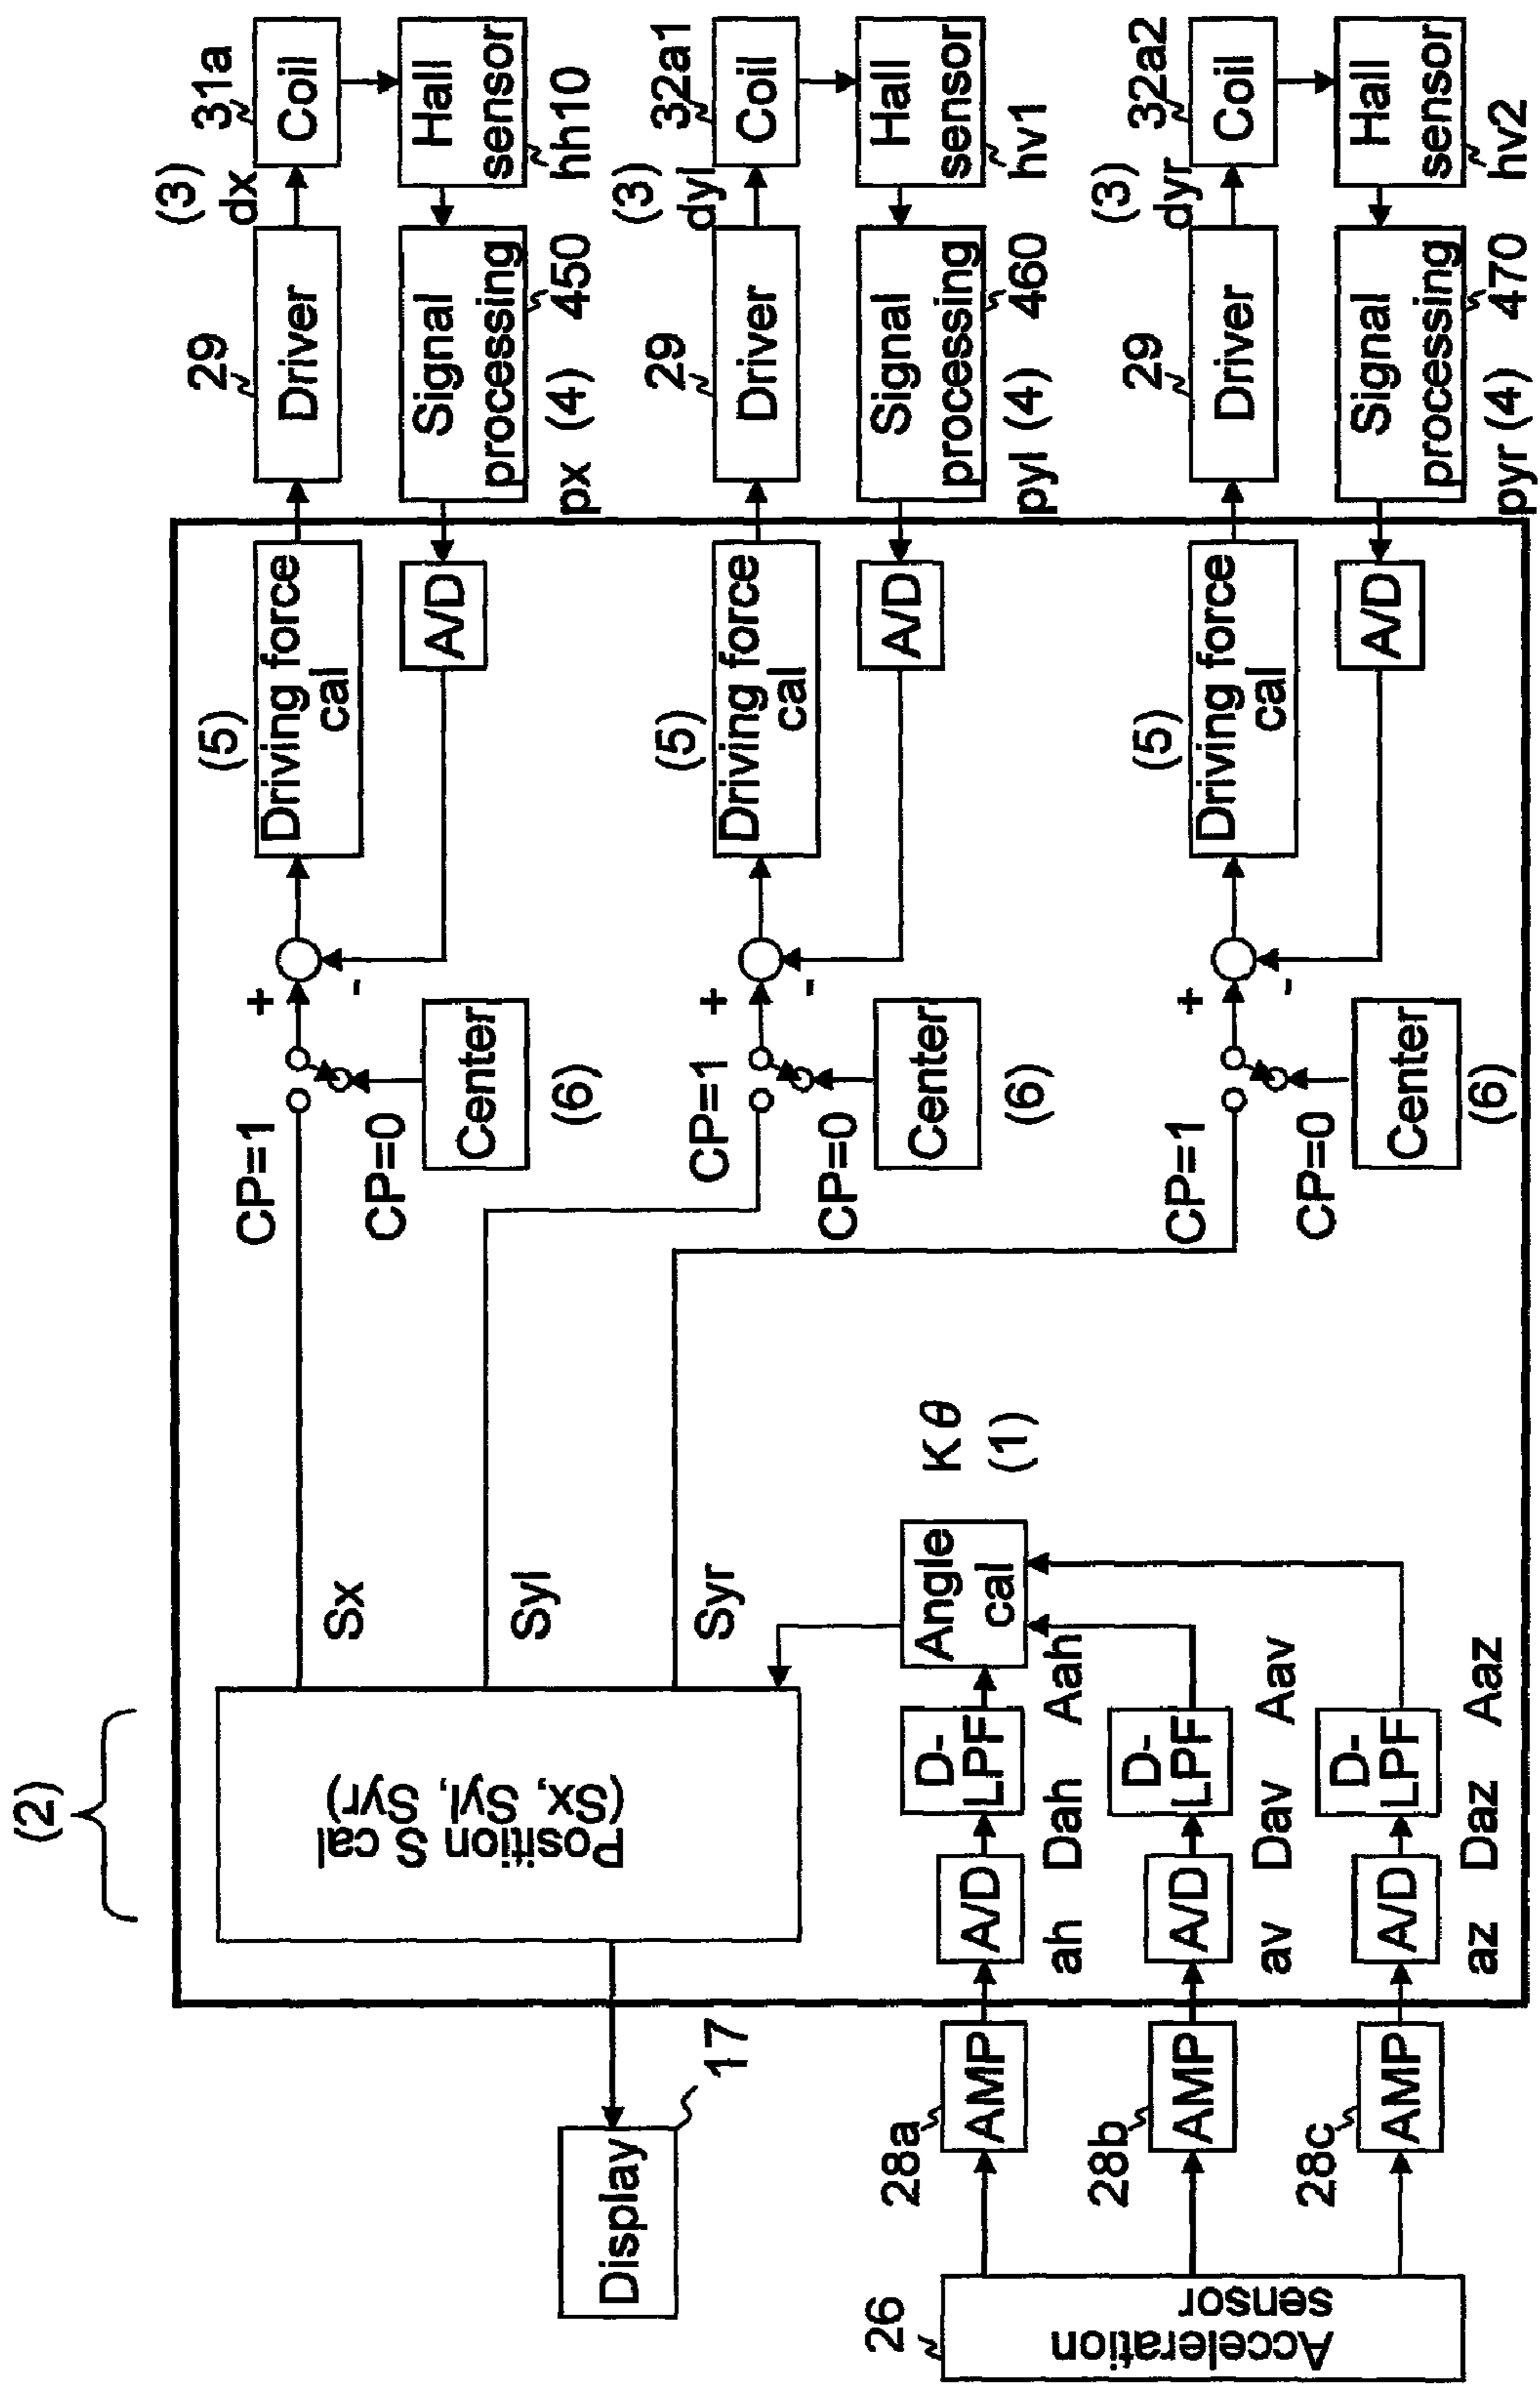 (2)
Position S cal
(Sx, Syl, Syr)
Sx
Syl
Syr
CP=1
CP=0
Center
(6)
+
-
(5)
Driving force
cal
A/D
29
Driver
(3)
dx
31a
Coil
Hall
sensor
hh10
Signal
processing
450
px (4)
CP=1
CP=0
Center
(6)
+
-
(5)
Driving force
cal
A/D
29
Driver
(3)
dyl
32a1
Coil
Hall
sensor
hv1
Signal
processing
460
pyl (4)
CP=1
CP=0
Center
(6)
+
-
(5)
Driving force
cal
A/D
29
Driver
(3)
dyr
32a2
Coil
Hall
sensor
hv2
Signal
processing
470
pyr (4)
Display
17
26
Acceleration
sensor
28a
AMP
A/D
D-
LPF
ah Dah Aah
Angle
cal
Kθ
(1)
28b
AMP
A/D
D-
LPF
av Dav Aav
28c
AMP
A/D
D-
LPF
az Daz Aaz